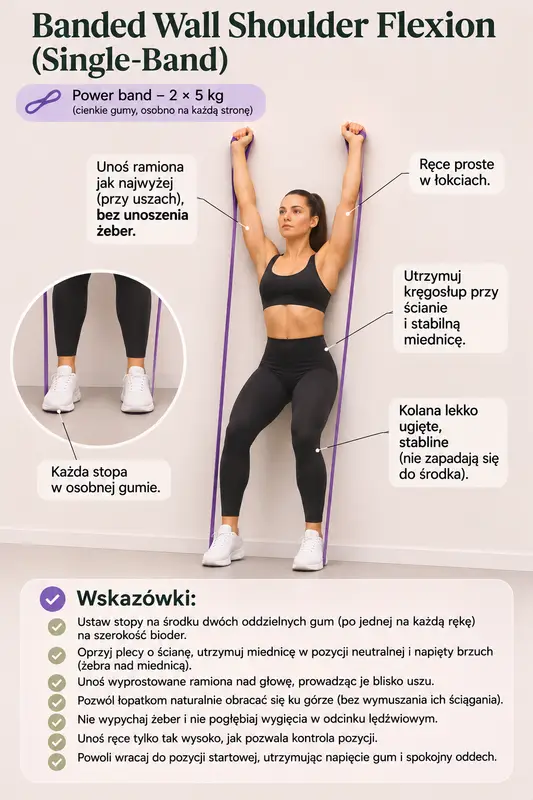 Banded Wall Shoulder Flexion
(Single-Band)
Power band – 2 × 5 kg
(cienkie gumy, osobno na każdą stronę)
Unoś ramiona
jak najwyżej
(przy uszach),
bez unoszenia
żeber.
Ręce proste
w łokciach.
Utrzymuj
kręgosłup przy
ścianie
i stabilną
miednicę.
Kolana lekko
ugięte,
stabline
(nie zapadają się
do środka).
Każda stopa
w osobnej gumie.
Wskazówki:
Ustaw stopy na środku dwóch oddzielnych gum (po jednej na każdą rękę)
na szerokość bioder.
Oprzyj plecy o ścianę, utrzymuj miednicę w pozycji neutralnej i napięty brzuch
(żebra nad miednicą).
Unoś wyprostowane ramiona nad głowę, prowadząc je blisko uszu.
Pozwól łopatkom naturalnie obracać się ku górze (bez wymuszania ich ściągania).
Nie wypychaj żeber i nie pogłębiaj wygięcia w odcinku lędźwiowym.
Unoś ręce tylko tak wysoko, jak pozwala kontrola pozycji.
Powoli wracaj do pozycji startowej, utrzymując napięcie gum i spokojny oddech.